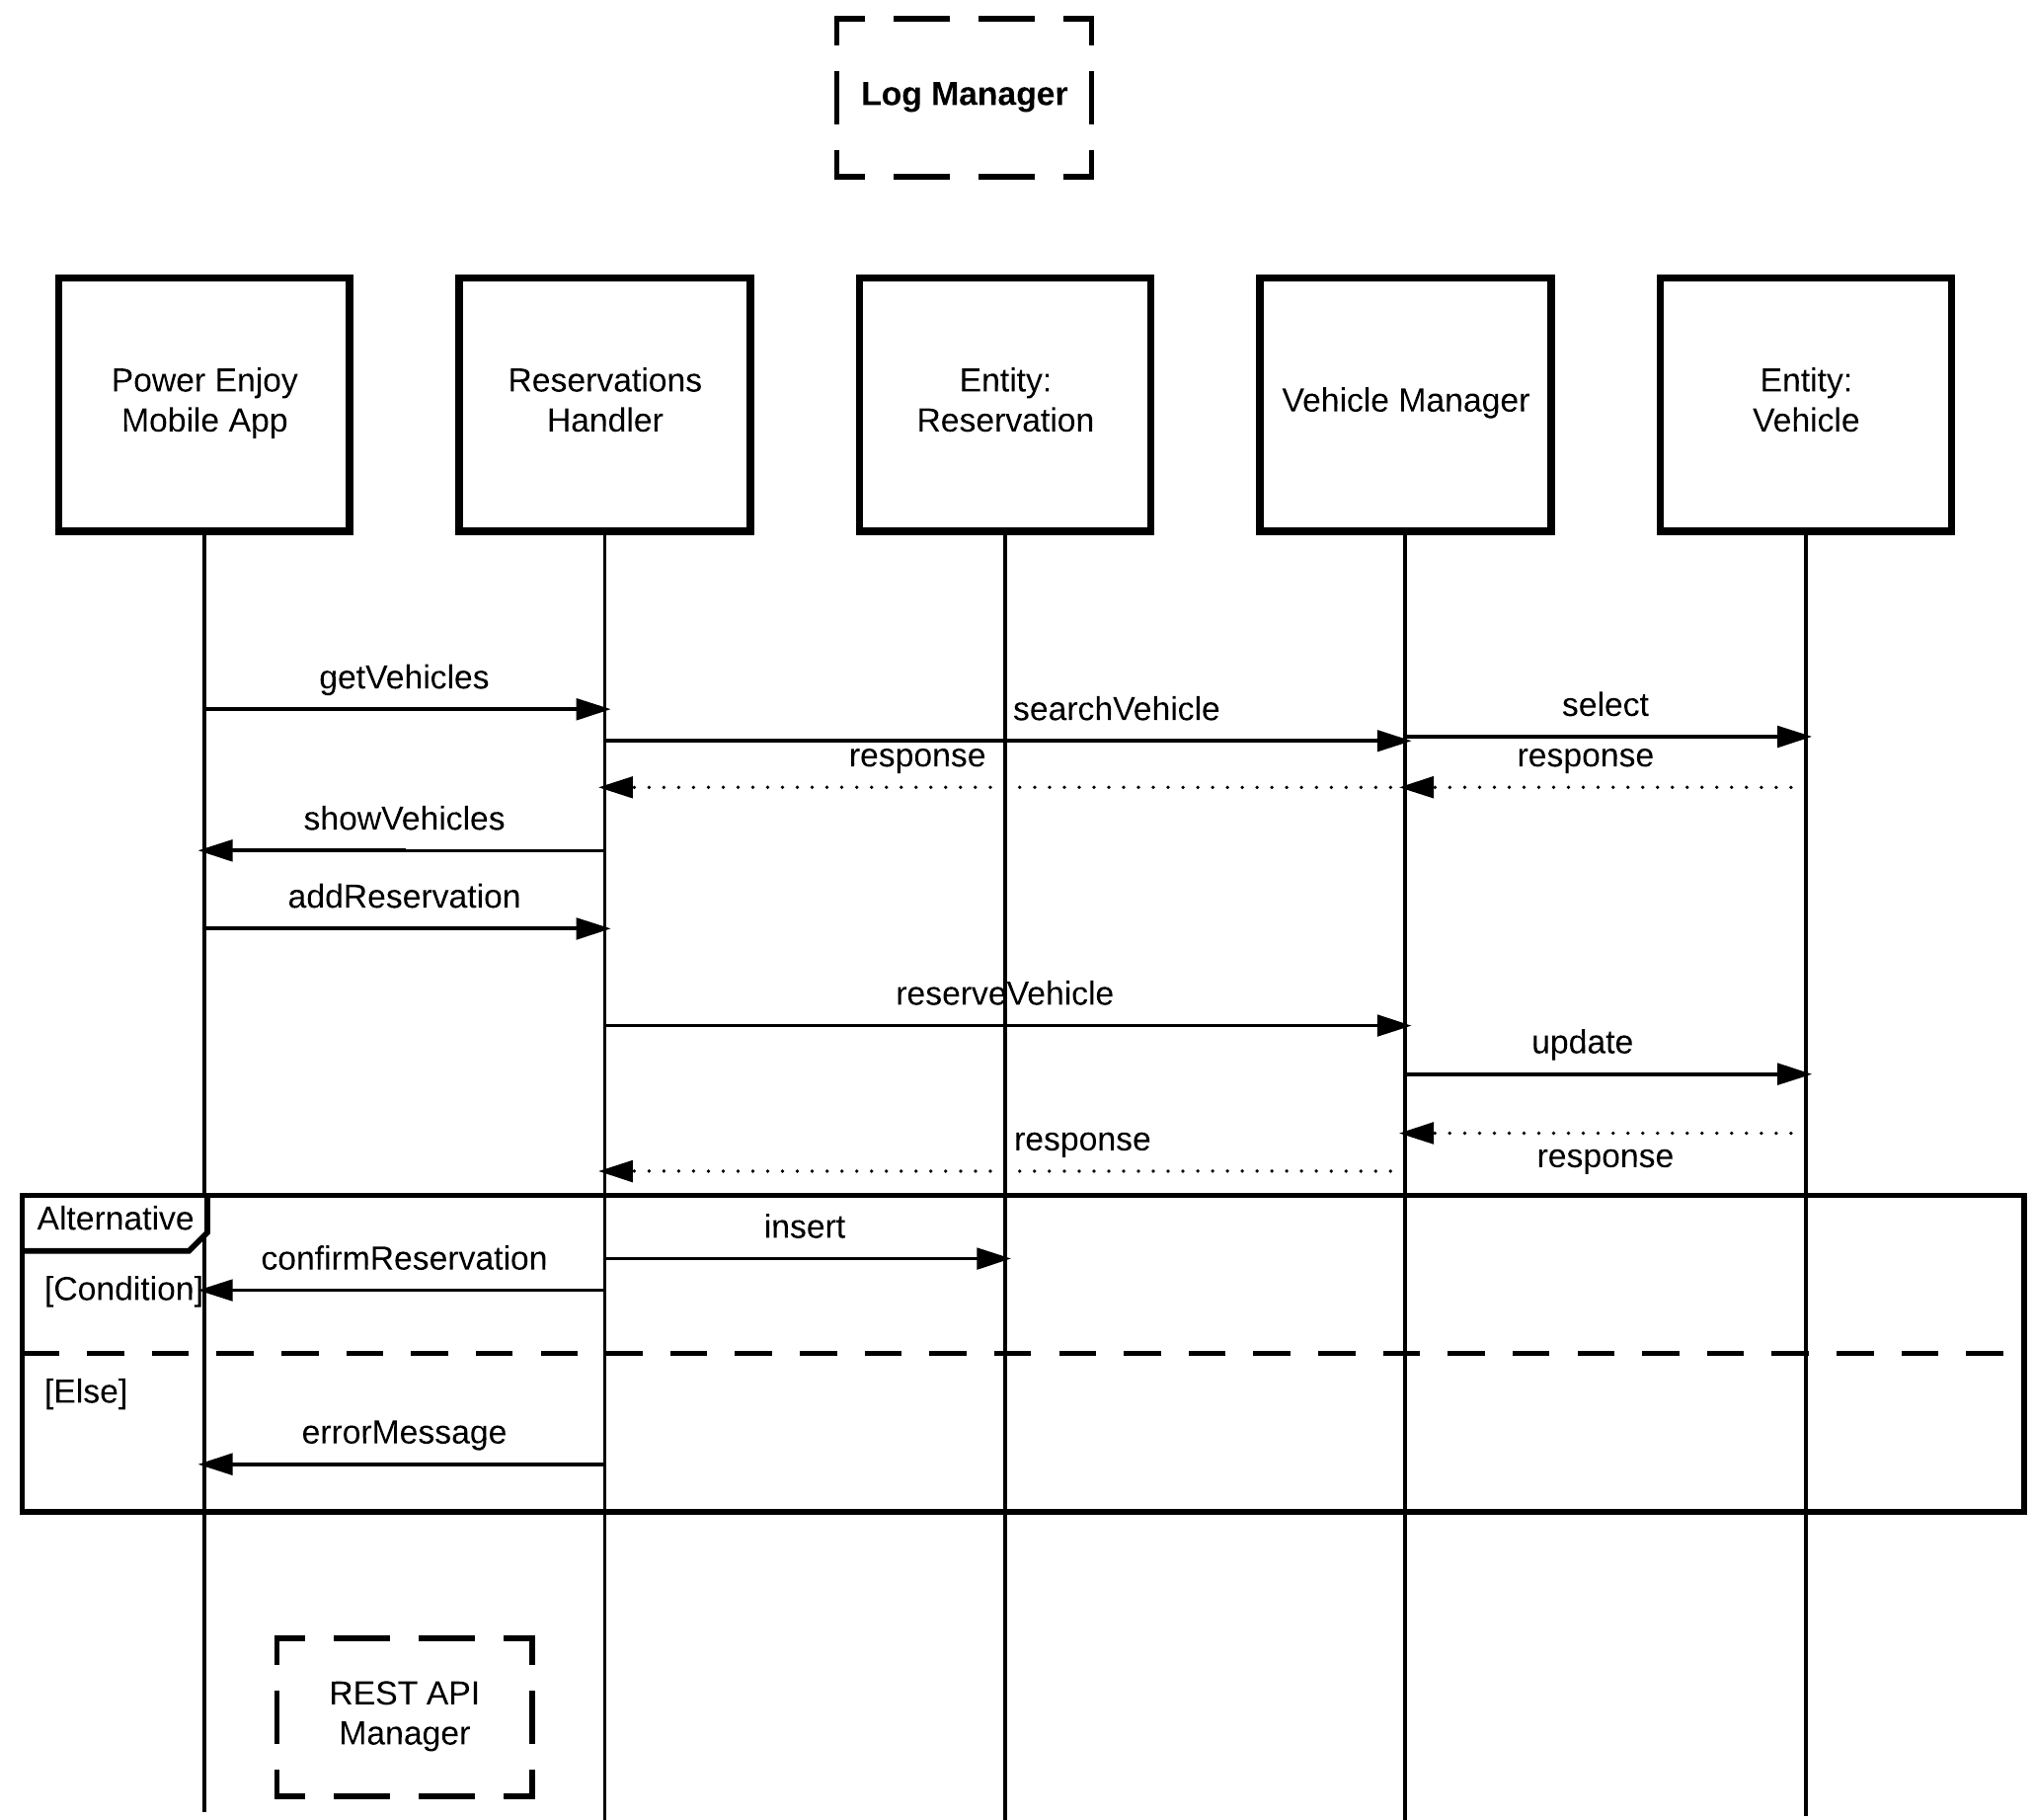 Log Manager
Power Enjoy
Mobile App
Reservations
Handler
Entity:
Reservation
Vehicle Manager
Entity:
Vehicle
getVehicles
searchVehicle
select
response
response
showVehicles
addReservation
reserveVehicle
update
response
response
Alternative
insert
confirmReservation
[Condition]
[Else]
errorMessage
REST API
Manager